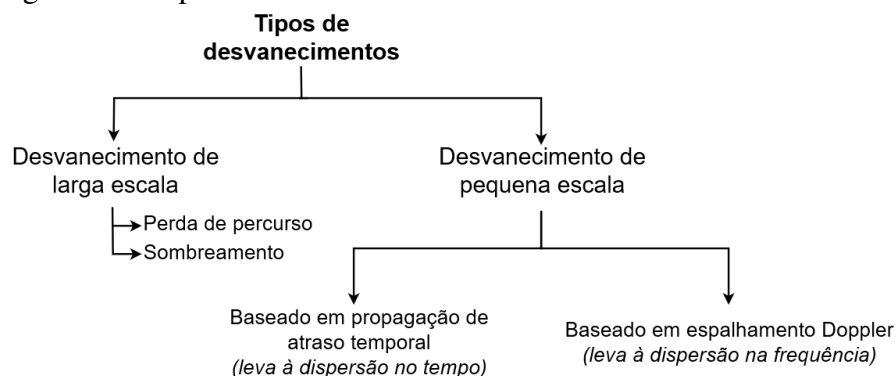 Tipos de
desvanecimentos
Desvanecimento de
larga escala
Perda de percurso
Sombreamento
Desvanecimento de
pequena escala
Baseado em propagação de
atraso temporal
(leva à dispersão no tempo)
Baseado em espalhamento Doppler
(leva à dispersão na frequência)